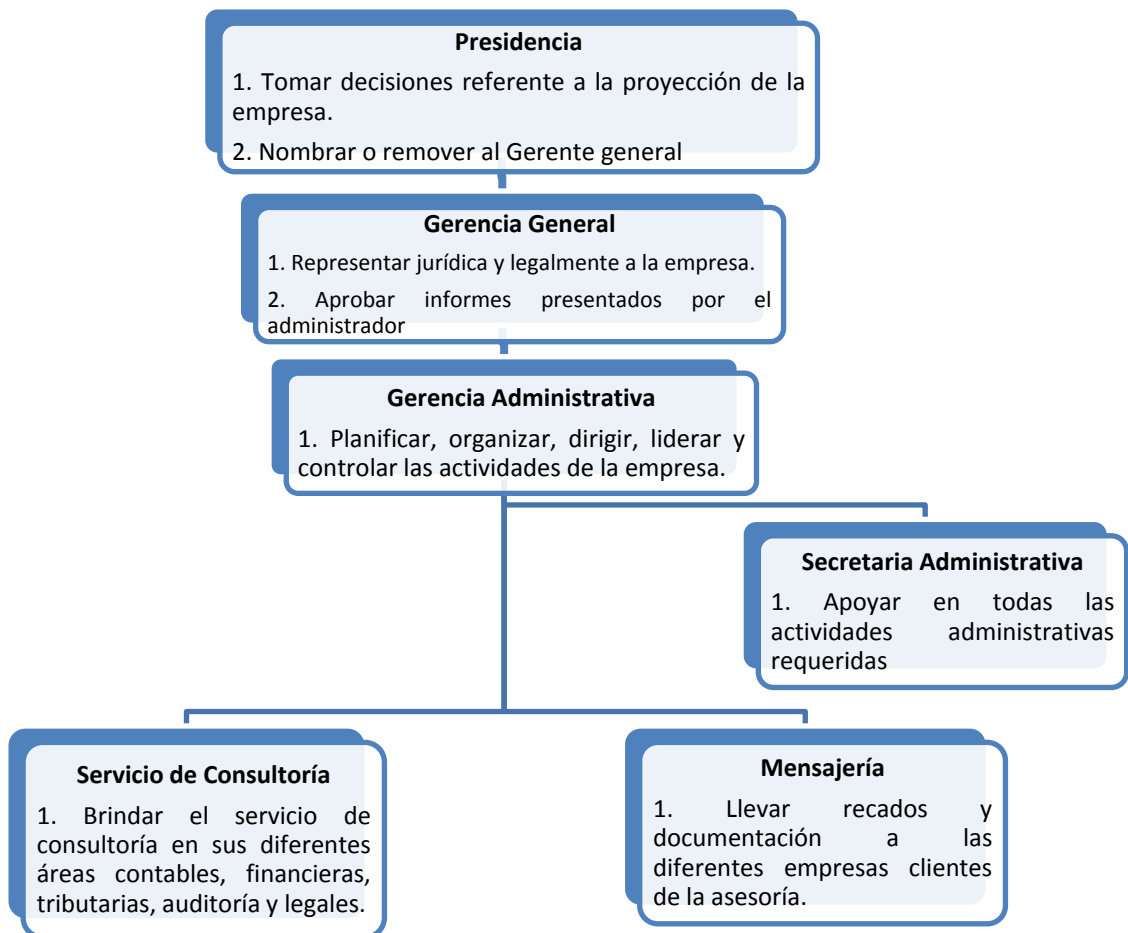 Presidencia
1. Tomar decisiones referente a la proyección de la
empresa.
2. Nombrar o remover al Gerente general
Gerencia General
1. Representar jurídica y legalmente a la empresa.
2. Aprobar informes presentados por el
administrador
Gerencia Administrativa
1. Planificar, organizar, dirigir, liderar y
controlar las actividades de la empresa.
Secretaria Administrativa
1. Apoyar en todas las
actividades administrativas
requeridas
Servicio de Consultoría
1. Brindar el servicio de
consultoría en sus diferentes
áreas contables, financieras,
tributarias, auditoría y legales.
Mensajería
1. Llevar recados y
documentación a las
diferentes empresas clientes
de la asesoría.